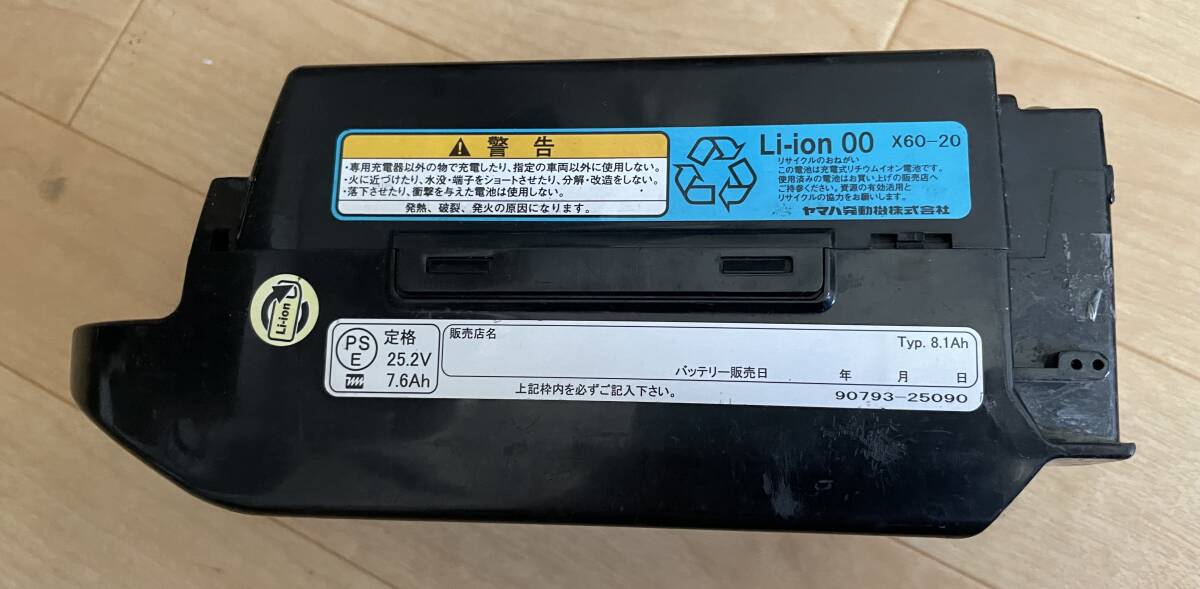 警告
・専用充電器以外の物で充電したり、指定の車両以外に使用しない。
・火に近づけたり、水没・端子をショートさせたり、分解・改造をしない。
・落下させたり、衝撃を与えた電池は使用しない。
発熱、破裂、発火の原因になります。
Li-ion 00 X60-20
リサイクルのおねがい
この電池は充電式リチウムイオン電池です。
使用済みの電池はお買い上げの販売店へ
ご持参ください。資源の有効活用と
リサイクルの協力をお願いします。
ヤマハ発動機株式会社
Li-ion
PS
E
定格
25.2V
7.6Ah
販売店名
Typ. 8.1Ah
バッテリー販売日 年 月 日
上記枠内を必ずご記入下さい。
90793-25090